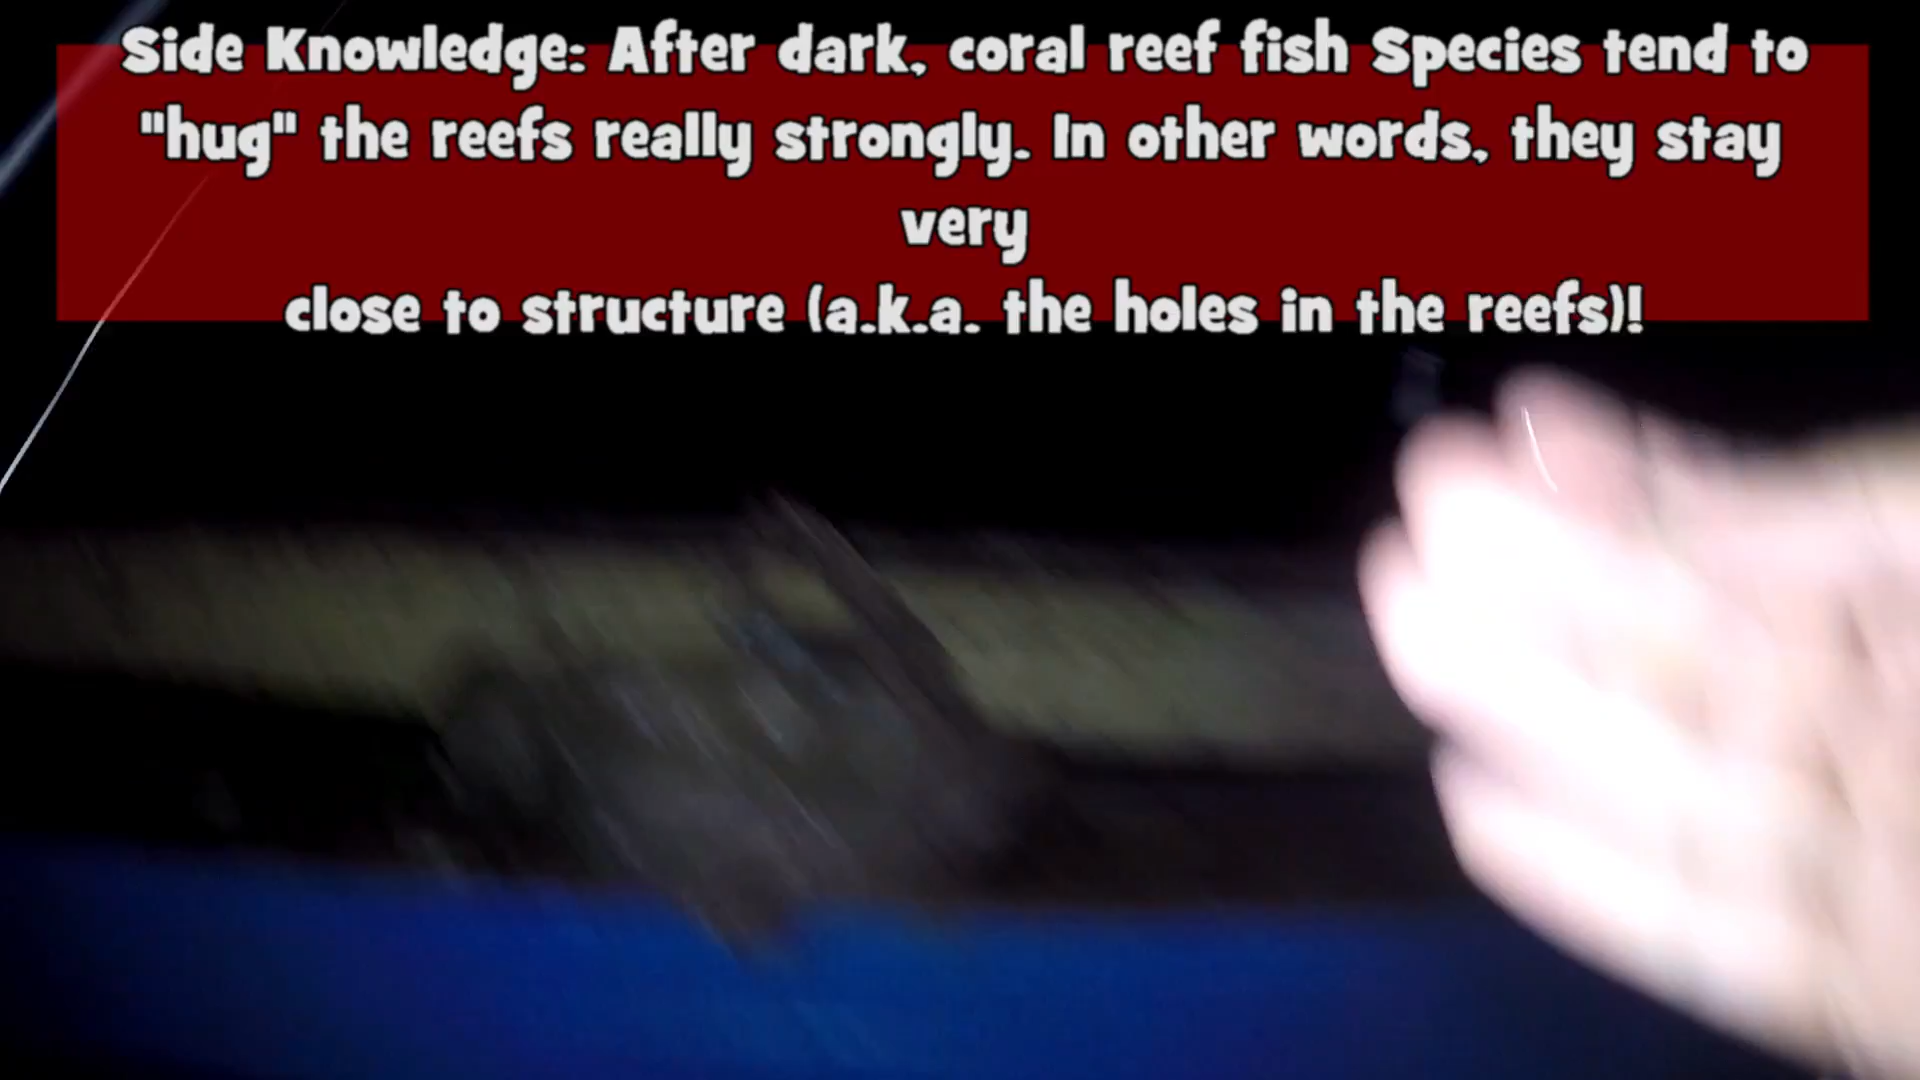 Side Knowledge: After dark, coral reef fish Species tend to
"hug" the reefs really strongly. In other words, they stay
very
close to structure (a.k.a. the holes in the reefs)!